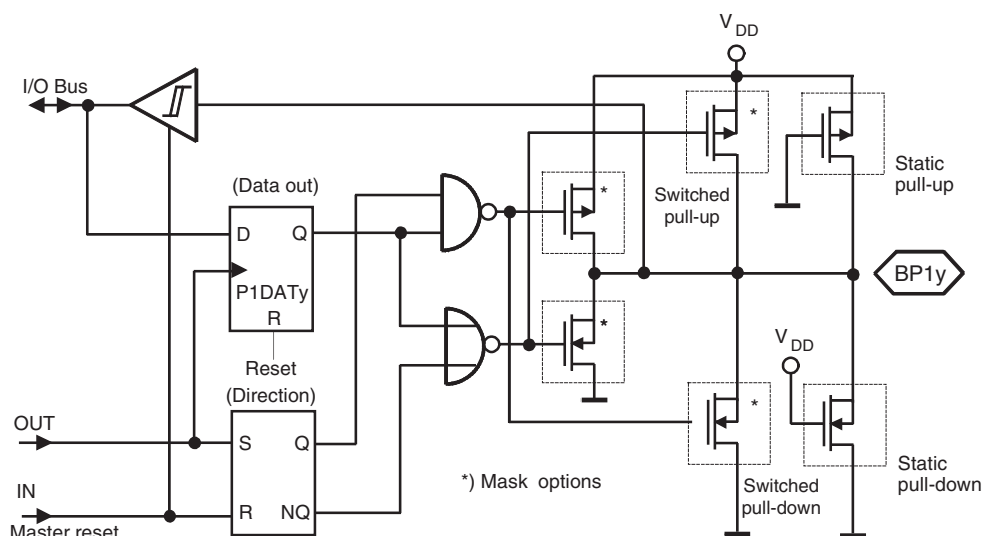 V DD
I/O Bus
*
(Data out)
*
Switched
pull-up
Static
pull-up
D
Q
P1DATy
R
BP1y
*
V DD
Reset
(Direction)
OUT
S
Q
*
*) Mask options
Static
pull-down
IN
Switched
pull-down
R
NQ
Master reset